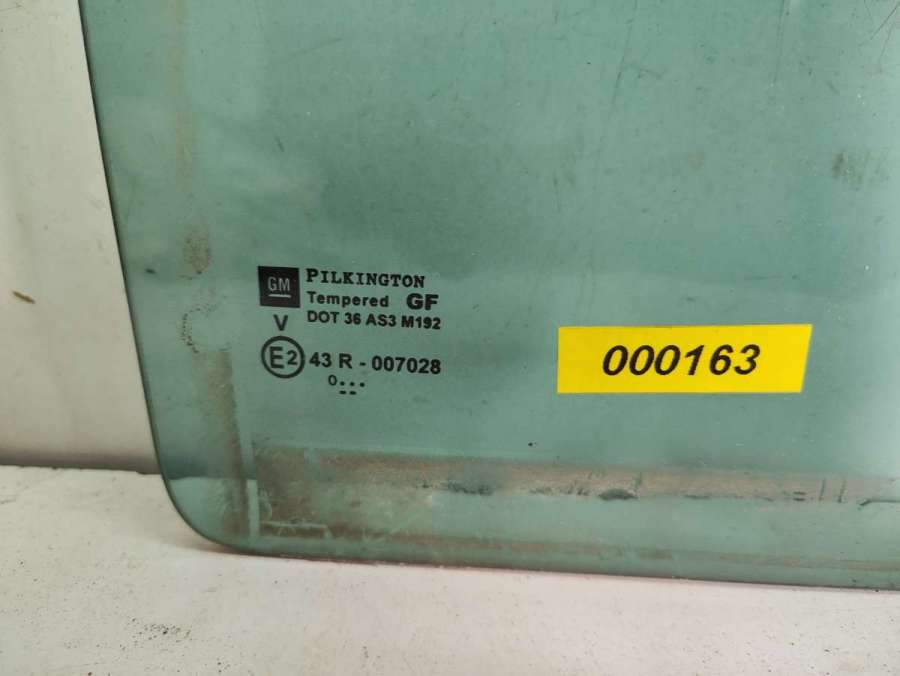 GM
PILKINGTON
Tempered GF
DOT 36 AS3 M192
V
E2 43 R - 007028
000163